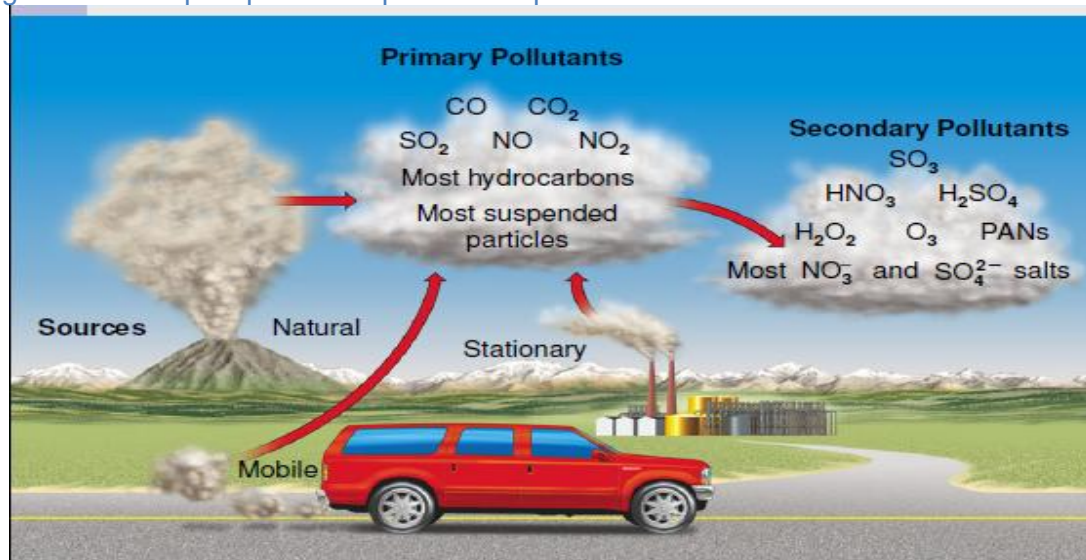 Primary Pollutants
CO CO₂
SO₂ NO NO₂
Most hydrocarbons
Most suspended
particles
Secondary Pollutants
SO₃
HNO₃ H₂SO₄
H₂O₂ O₃ PANs
Most NO₃⁻ and SO₄²⁻ salts
Sources
Natural
Stationary
Mobile